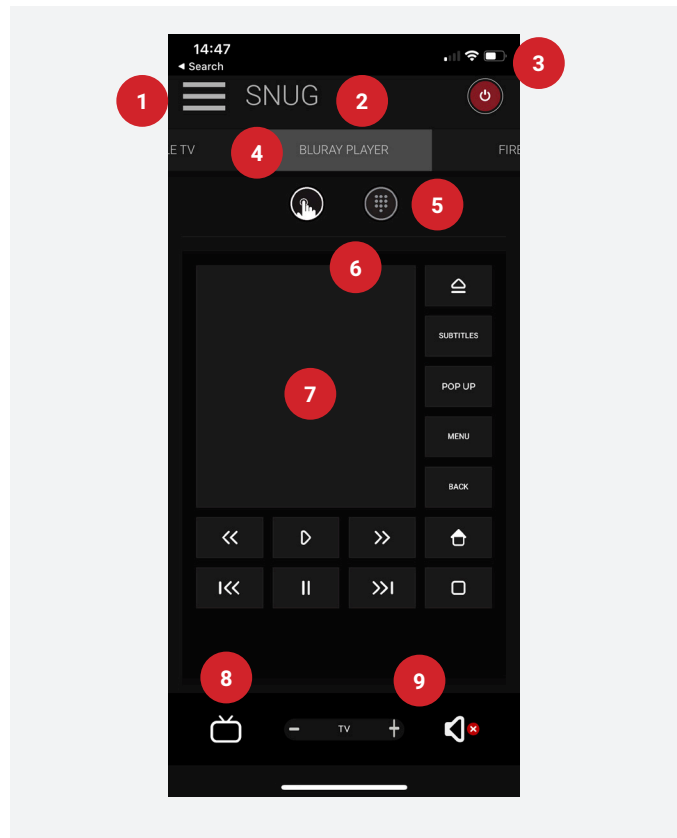 14:47
◀ Search
3
1
SNUG
2
LE TV
4
BLURAY PLAYER
FIRE
5
6
SUBTITLES
7
POP UP
MENU
BACK
8
9
TV